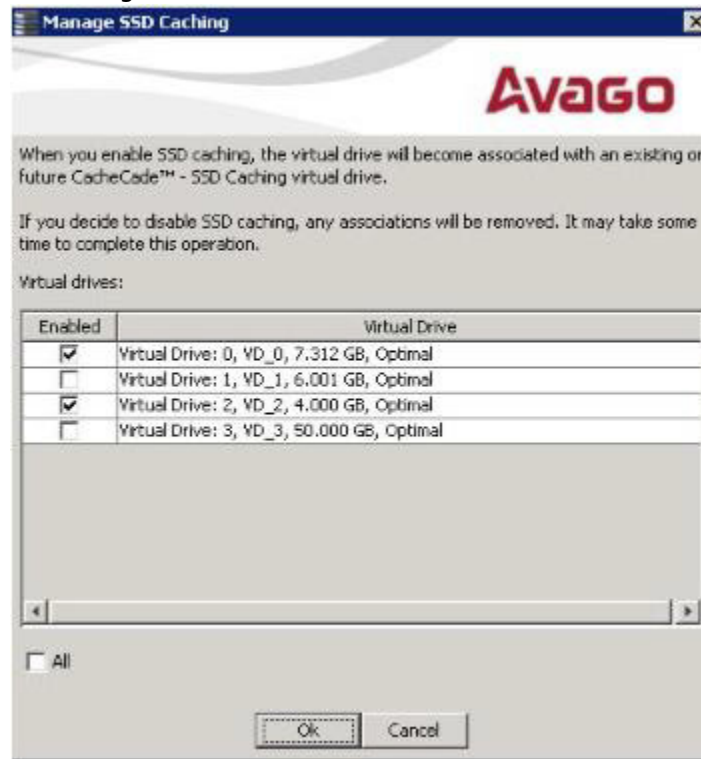 Manage SSD Caching
AVAGO
When you enable SSD caching, the virtual drive will become associated with an existing or
future CacheCade™ - SSD Caching virtual drive.
If you decide to disable SSD caching, any associations will be removed. It may take some
time to complete this operation.
Virtual drives:
Enabled Virtual Drive
Virtual Drive: 0, VD_0, 7.312 GB, Optimal
Virtual Drive: 1, VD_1, 6.001 GB, Optimal
Virtual Drive: 2, VD_2, 4.000 GB, Optimal
Virtual Drive: 3, VD_3, 50.000 GB, Optimal
All
Ok Cancel